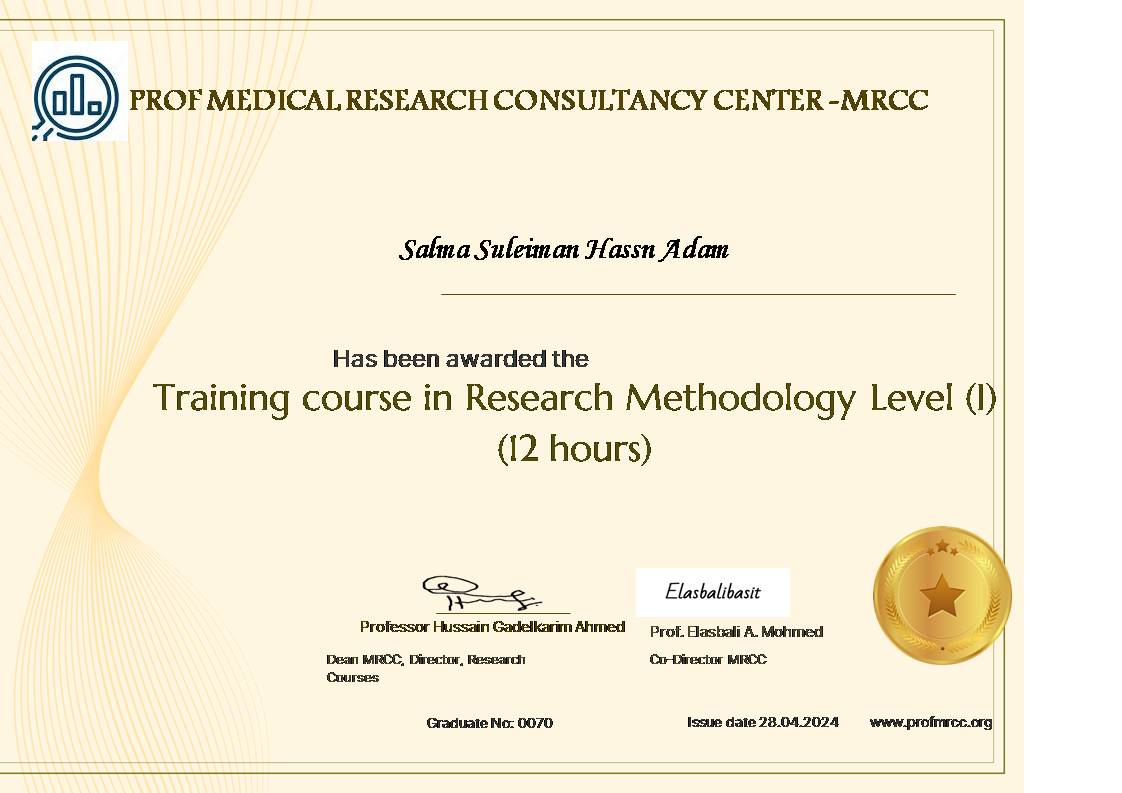 PROF MEDICAL RESEARCH CONSULTANCY CENTER -MRCC
Salma Suleiman Hassn Adam
Has been awarded the
Training course in Research Methodology Level (I)
(12 hours)
Elasbalibasit
Professor Hussain Gadelkarim Ahmed
Prof. Elasbali A. Mohmed
Dean MRCC, Director, Research
Courses
Co-Director MRCC
Graduate No: 0070
Issue date 28.04.2024
www.profmrcc.org